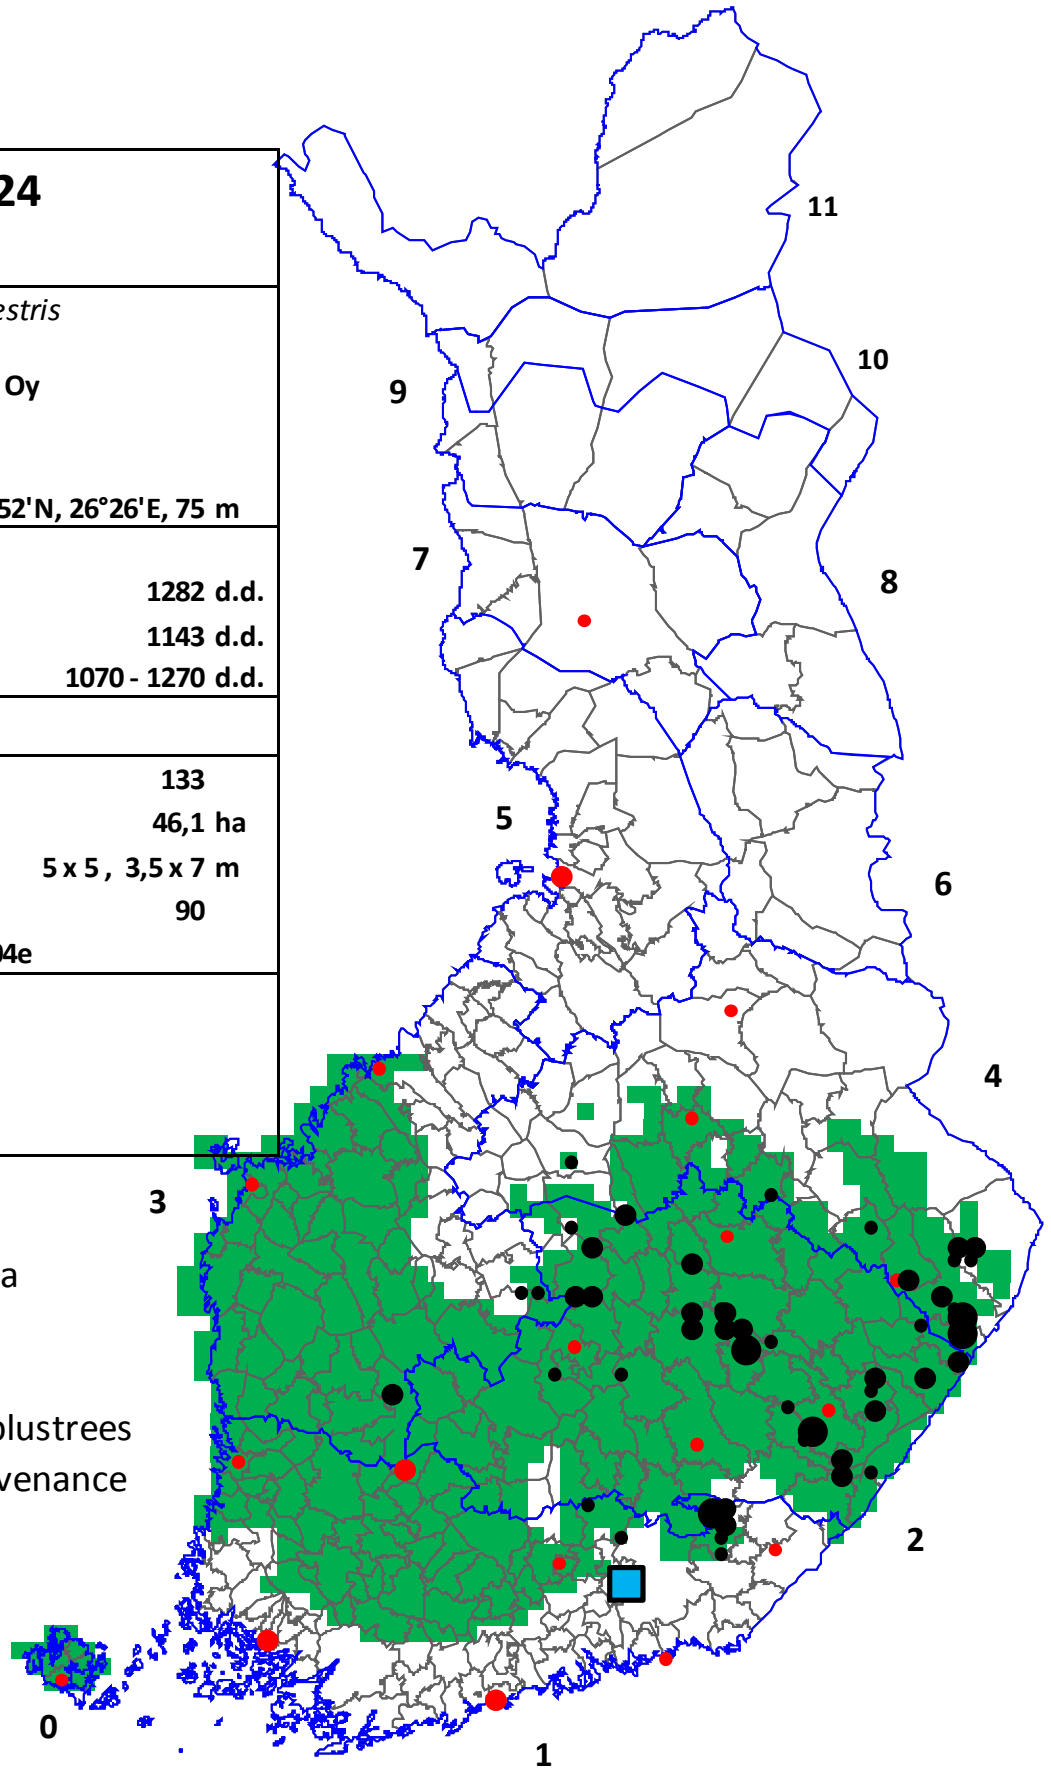 24
estris
Oy
52'N, 26°26'E, 75 m
1282 d.d.
1143 d.d.
1070 - 1270 d.d.
133
46,1 ha
5 x 5 , 3,5 x 7 m
90
04e
11
10
9
7
8
5
6
4
3
a
plustrees
venance
2
0
1